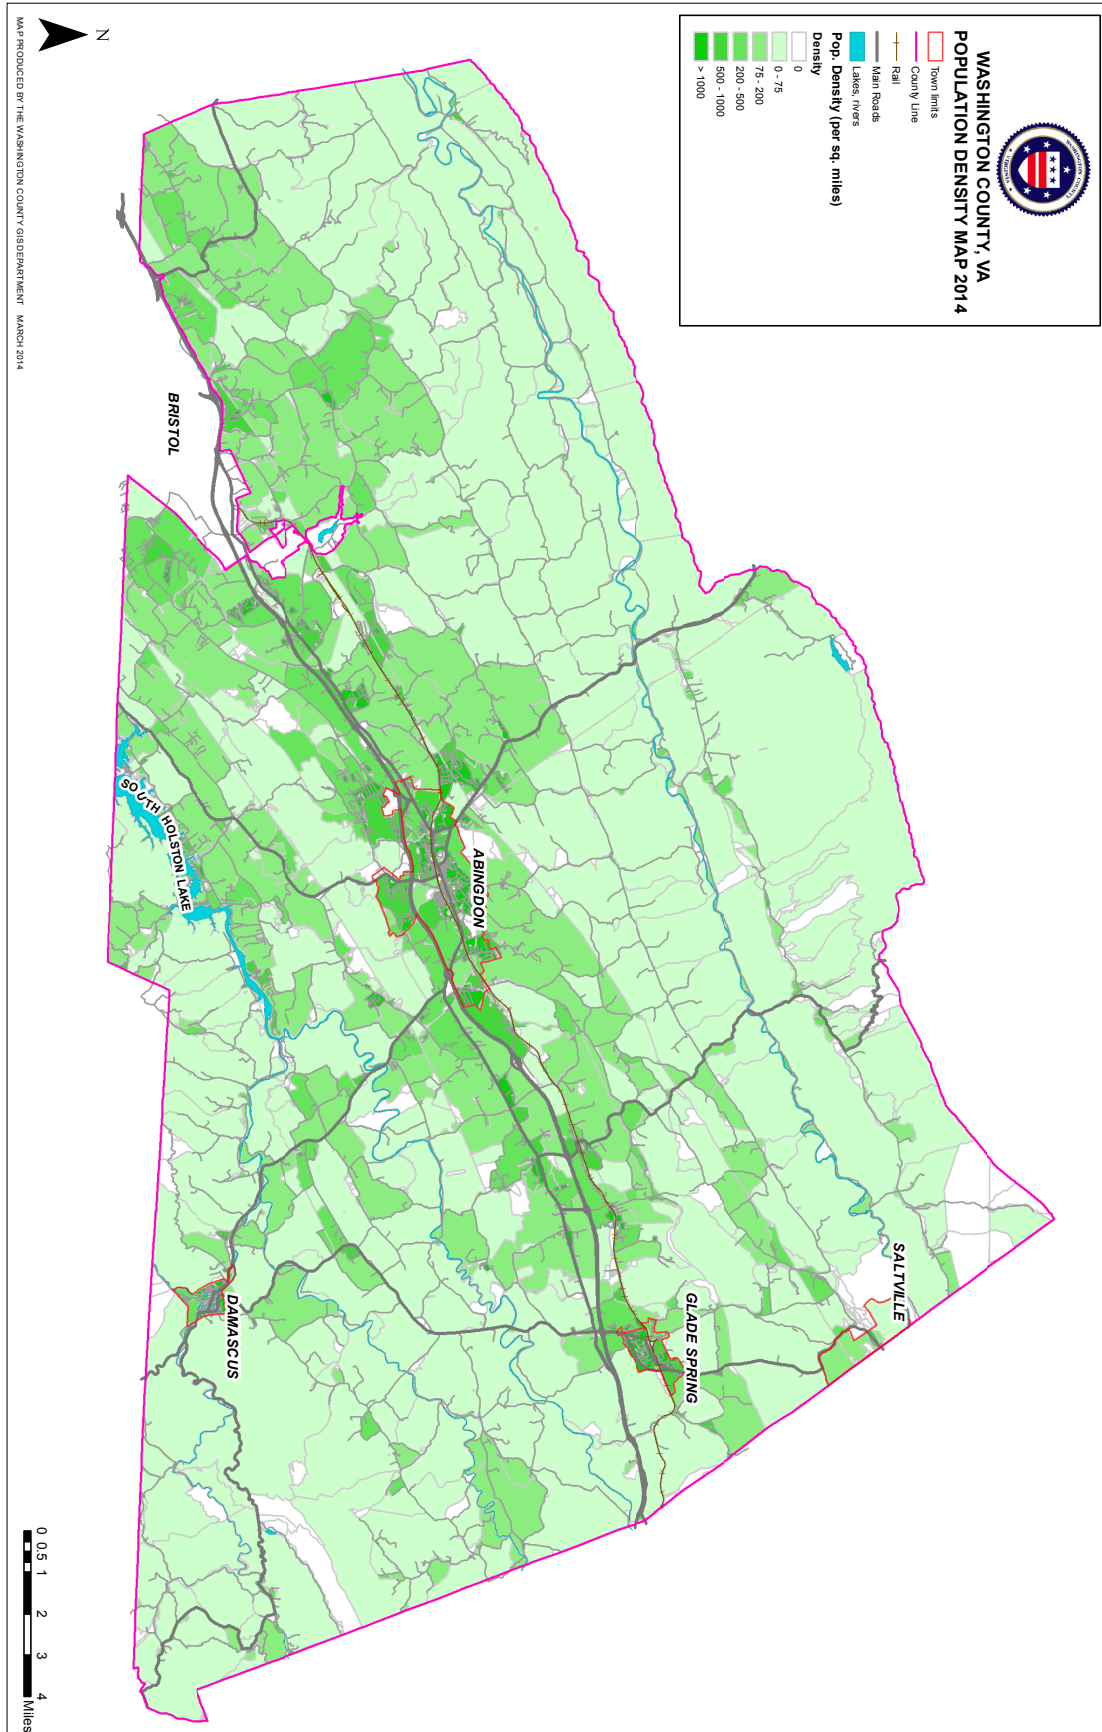 WASHINGTON COUNTY
VIRGINIA
WASHINGTON COUNTY, VA
POPULATION DENSITY MAP 2014
Town limits
County Line
Rail
Main Roads
Lakes, rivers
Pop. Density (per sq. miles)
Density
0
0 - 75
75 - 200
200 - 500
500 - 1000
> 1000
SALTVILLE
GLADE SPRING
ABINGDON
DAMASCUS
BRISTOL
SOUTH HOLSTON LAKE
N
MAP PRODUCED BY THE WASHINGTON COUNTY GIS DEPARTMENT MARCH 2014
0 0.5 1 2 3 4
Miles